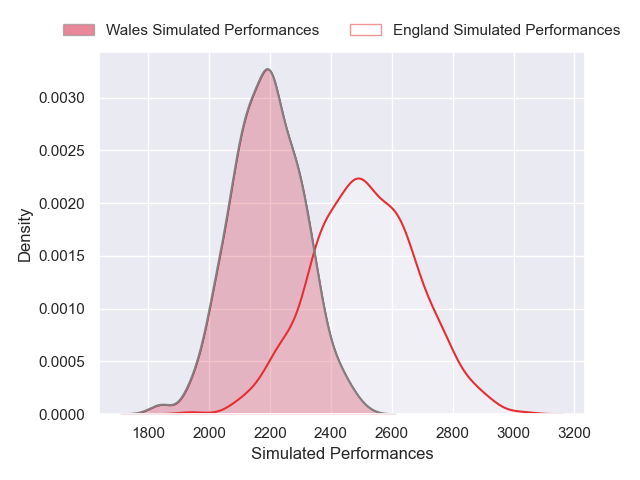 Wales Simulated Performances England Simulated Performances
0.0030
0.0025
0.0020
0.0015
0.0010
0.0005
0.0000
Density
1800 2000 2200 2400 2600 2800 3000 3200
Simulated Performances